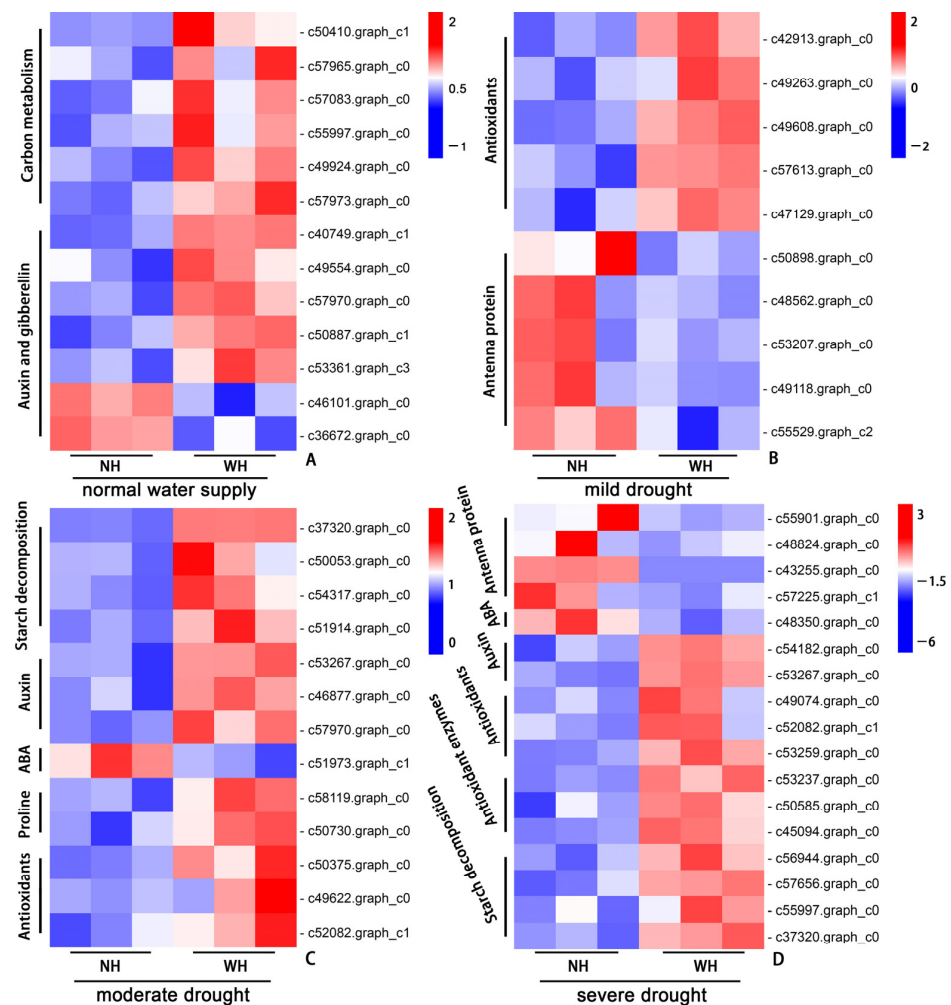 Carbon metabolism
Auxin and gibberellin
- c50410.graph_c1
- c57965.graph_c0
- c57083.graph_c0
- c55997.graph_c0
- c49924.graph_c0
- c57973.graph_c0
- c40749.graph_c1
- c49554.graph_c0
- c57970.graph_c0
- c50887.graph_c1
- c53361.graph_c3
- c46101.graph_c0
- c36672.graph_c0
2
0.5
−1
NH WH A
normal water supply
Antioxidants
Antenna protein
- c42913.graph_c0
- c49263.graph_c0
- c49608.graph_c0
- c57613.graph_c0
- c47129.graph_c0
- c50898.graph_c0
- c48562.graph_c0
- c53207.graph_c0
- c49118.graph_c0
- c55529.graph_c2
2
0
−2
NH WH B
mild drought
Starch decomposition
Auxin
ABA
Proline
Antioxidants
- c37320.graph_c0
- c50053.graph_c0
- c54317.graph_c0
- c51914.graph_c0
- c53267.graph_c0
- c46877.graph_c0
- c57970.graph_c0
- c51973.graph_c1
- c58119.graph_c0
- c50730.graph_c0
- c50375.graph_c0
- c49622.graph_c0
- c52082.graph_c1
2
1
0
NH WH C
moderate drought
Antenna protein
ABA
Auxin
Antioxidants
Antioxidant enzymes
Starch decomposition
- c55901.graph_c0
- c48824.graph_c0
- c43255.graph_c0
- c57225.graph_c1
- c48350.graph_c0
- c54182.graph_c0
- c53267.graph_c0
- c49074.graph_c0
- c52082.graph_c1
- c53259.graph_c0
- c53237.graph_c0
- c50585.graph_c0
- c45094.graph_c0
- c56944.graph_c0
- c57656.graph_c0
- c55997.graph_c0
- c37320.graph_c0
3
−1.5
−6
NH WH D
severe drought